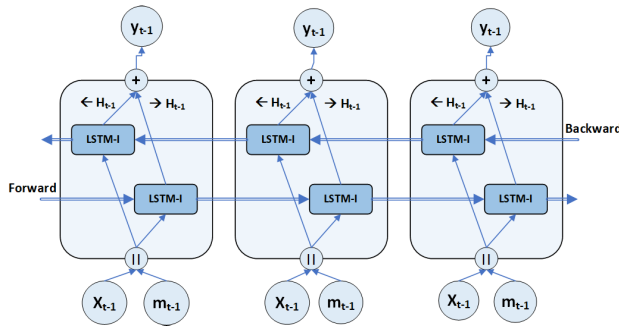 yt-1 yt-1 yt-1
+ + +
← Ht-1 → Ht-1 ← Ht-1 → Ht-1 ← Ht-1 → Ht-1
Backward
LSTM-I LSTM-I LSTM-I
Forward
LSTM-I LSTM-I LSTM-I
|| || ||
Xt-1 mt-1 Xt-1 mt-1 Xt-1 mt-1